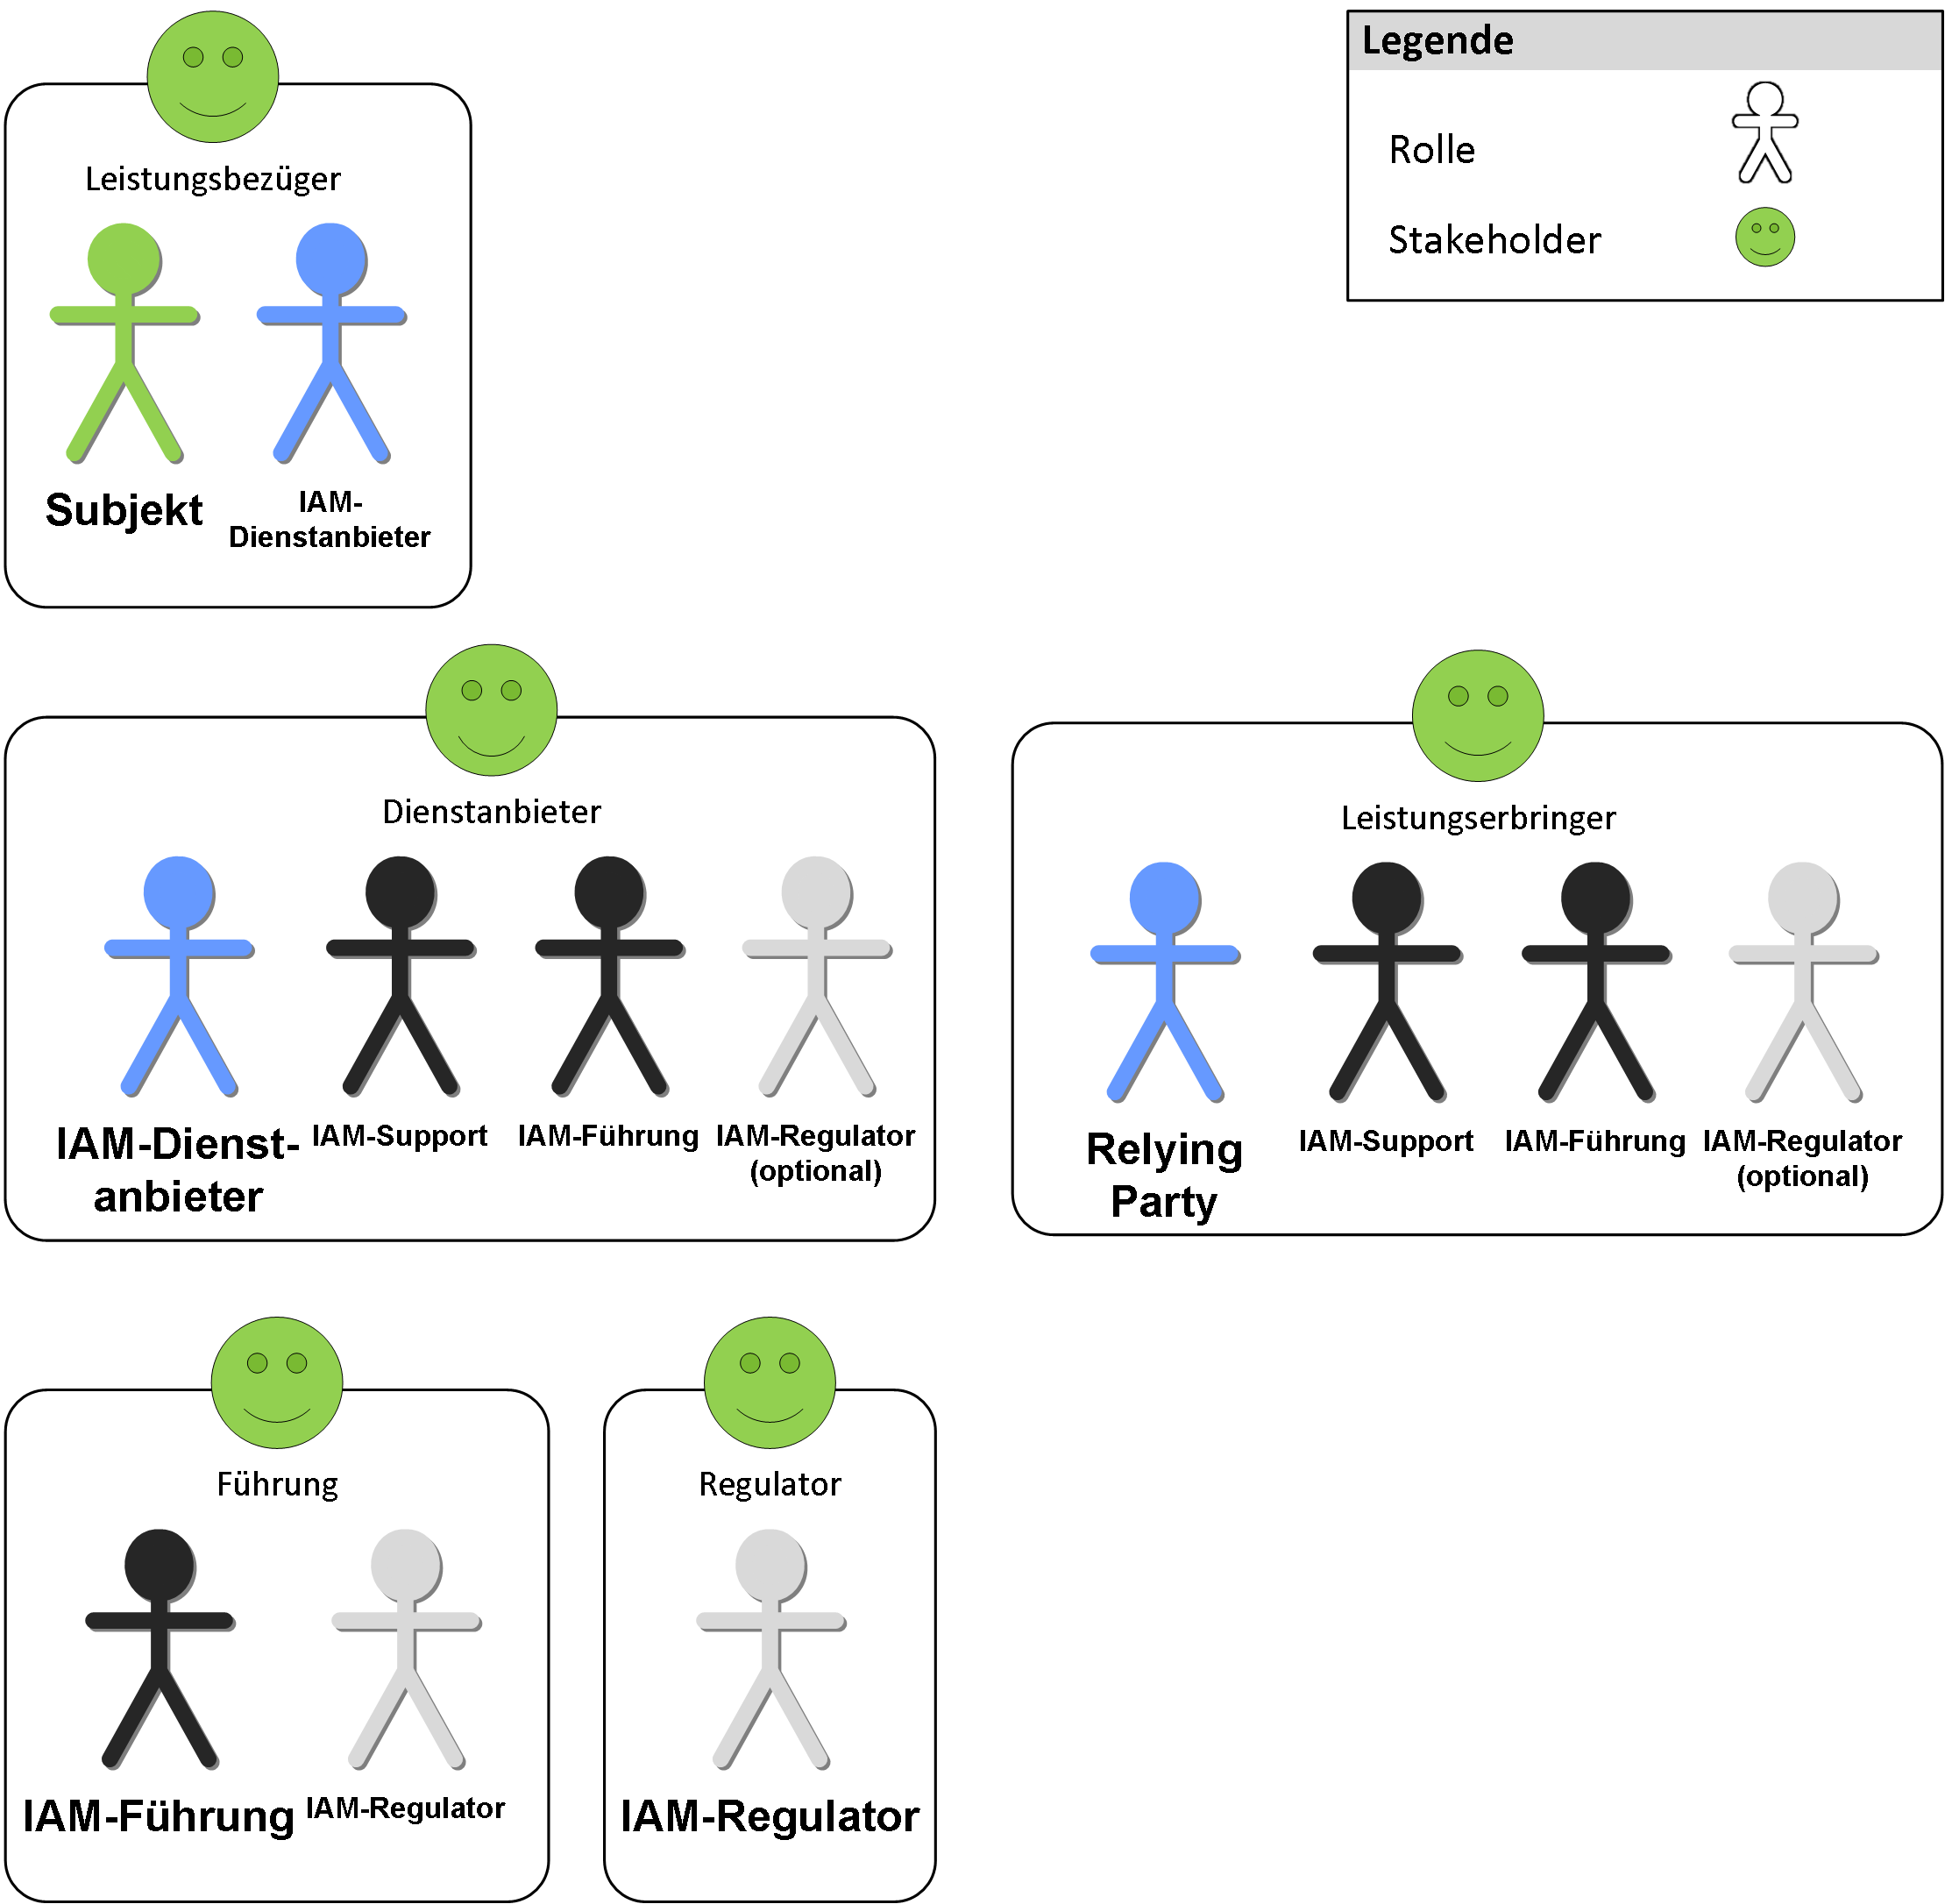 Legende
Rolle
Stakeholder
Leistungsbezüger
Subjekt
IAM-
Dienstanbieter
Dienstanbieter
IAM-Dienst-
anbieter
IAM-Support
IAM-Führung
IAM-Regulator
(optional)
Leistungserbringer
Relying
Party
IAM-Support
IAM-Führung
IAM-Regulator
(optional)
Führung
IAM-Führung
IAM-Regulator
Regulator
IAM-Regulator